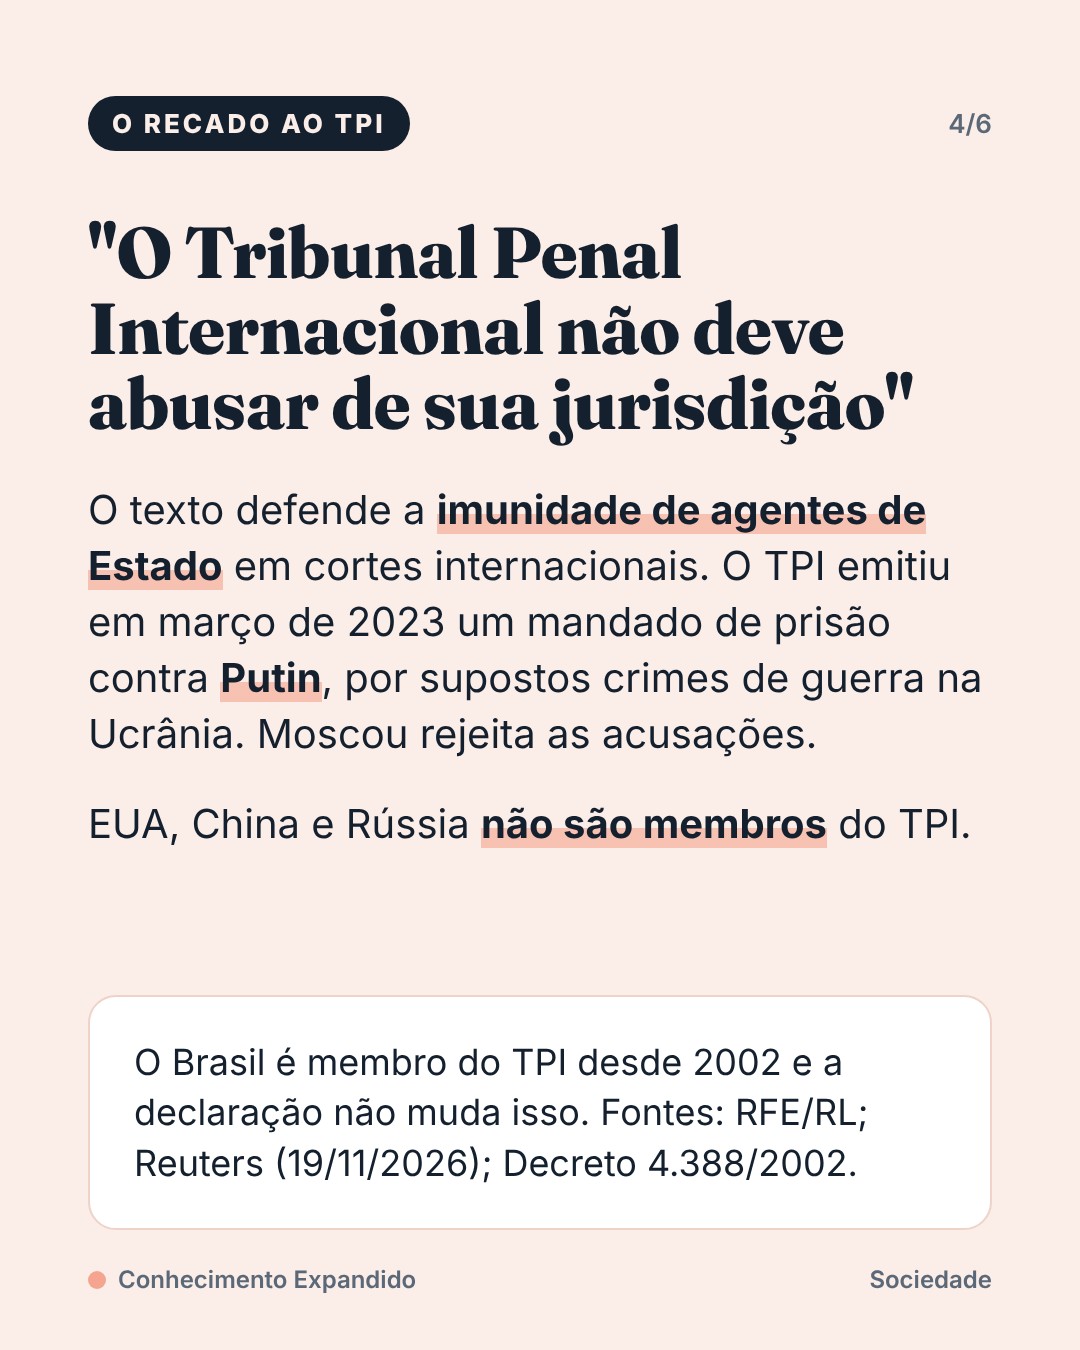 O RECADO AO TPI
4/6
"O Tribunal Penal
Internacional não deve
abusar de sua jurisdição"
O texto defende a imunidade de agentes de
Estado em cortes internacionais. O TPI emitiu
em março de 2023 um mandado de prisão
contra Putin, por supostos crimes de guerra na
Ucrânia. Moscou rejeita as acusações.
EUA, China e Rússia não são membros do TPI.
O Brasil é membro do TPI desde 2002 e a
declaração não muda isso. Fontes: RFE/RL;
Reuters (19/11/2026); Decreto 4.388/2002.
Conhecimento Expandido
Sociedade